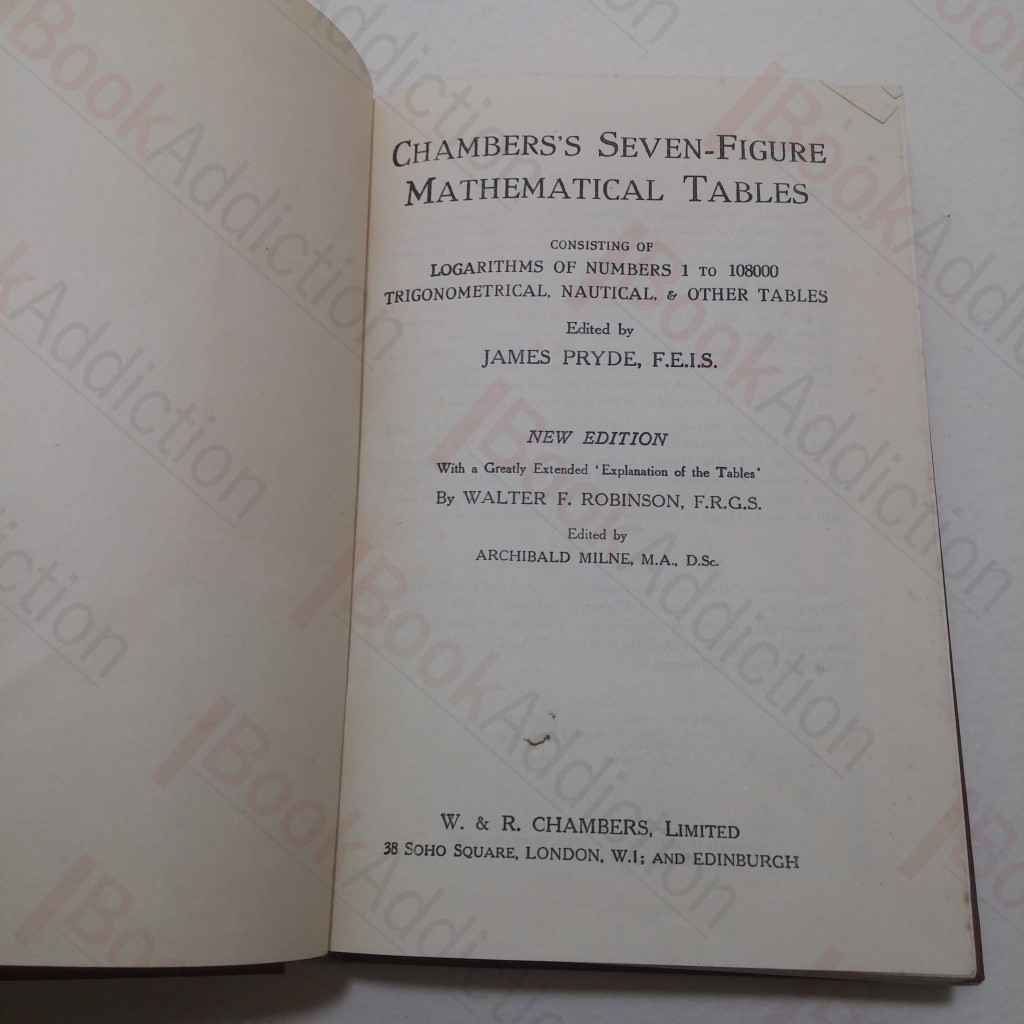 CHAMBERS'S SEVEN-FIGURE
MATHEMATICAL TABLES
CONSISTING OF
LOGARITHMS OF NUMBERS 1 TO 108000
TRIGONOMETRICAL, NAUTICAL, & OTHER TABLES
Edited by
JAMES PRYDE, F.E.I.S.
NEW EDITION
With a Greatly Extended 'Explanation of the Tables'
By WALTER F. ROBINSON, F.R.G.S.
Edited by
ARCHIBALD MILNE, M.A., D.Sc.
W. & R. CHAMBERS, LIMITED
38 SOHO SQUARE, LONDON, W.1; AND EDINBURGH
BookAddiction